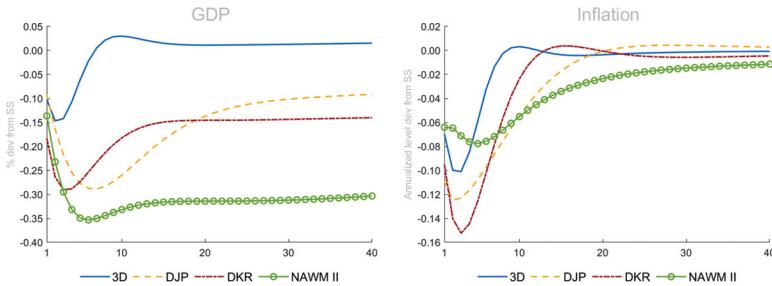 GDP
% dev from SS
0.05
0.00
-0.05
-0.10
-0.15
-0.20
-0.25
-0.30
-0.35
-0.40
1
10
20
30
40
3D
DJP
DKR
NAWM II
Inflation
Annualized level dev from SS
0.02
0.00
-0.02
-0.04
-0.06
-0.08
-0.10
-0.12
-0.14
-0.16
1
10
20
30
40
3D
DJP
DKR
NAWM II